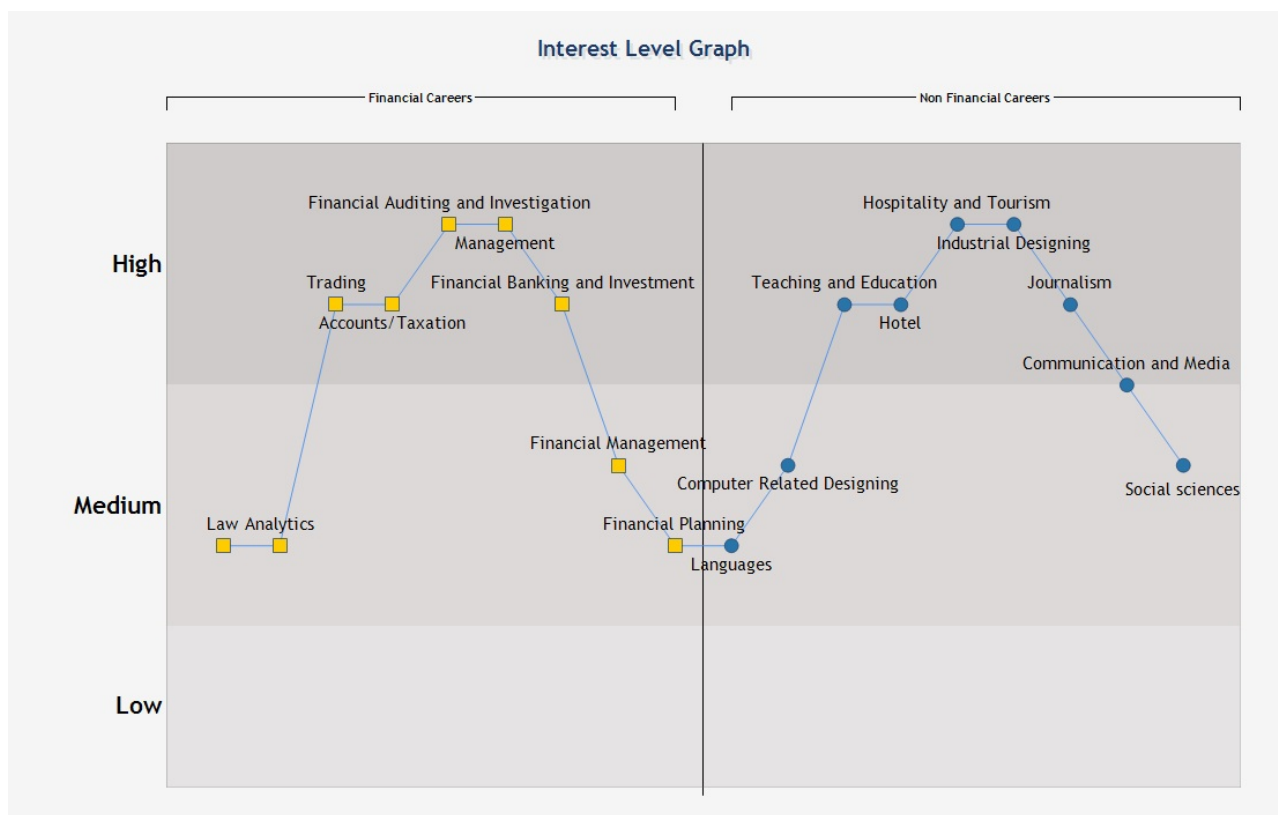 Interest Level Graph
Financial Careers
Non Financial Careers
High
Medium
Low
Financial Auditing and Investigation
Management
Trading
Financial Banking and Investment
Accounts/Taxation
Financial Management
Law Analytics
Financial Planning
Hospitality and Tourism
Industrial Designing
Teaching and Education
Journalism
Hotel
Communication and Media
Computer Related Designing
Social sciences
Languages